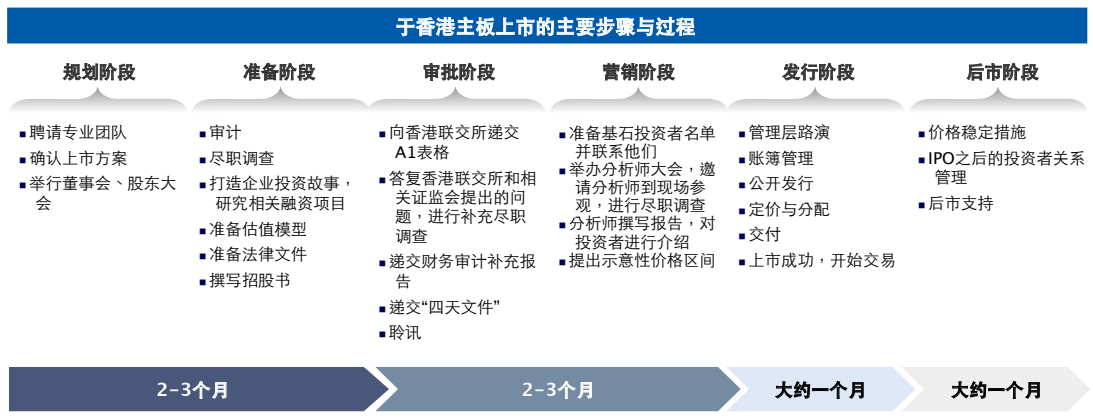 于香港主板上市的主要步骤与过程
规划阶段
■聘请专业团队
■确认上市方案
■举行董事会、股东大
会
准备阶段
■审计
■尽职调查
■打造企业投资故事，
研究相关融资项目
■准备估值模型
■准备法律文件
■撰写招股书
审批阶段
■向香港联交所递交
A1表格
■答复香港联交所和相
关证监会提出的问
题，进行补充尽职
调查
■递交财务审计补充报
告
■递交“四天文件”
■聆讯
营销阶段
■准备基石投资者名单
并联系他们
■举办分析师大会，邀
请分析师到现场参
观，进行尽职调查
■分析师撰写报告，对
投资者进行介绍
■提出示意性价格区间
发行阶段
■管理层路演
■账簿管理
■公开发行
■定价与分配
■交付
■上市成功，开始交易
后市阶段
■价格稳定措施
■IPO之后的投资者关系
管理
■后市支持
2-3个月
2-3个月
大约一个月
大约一个月